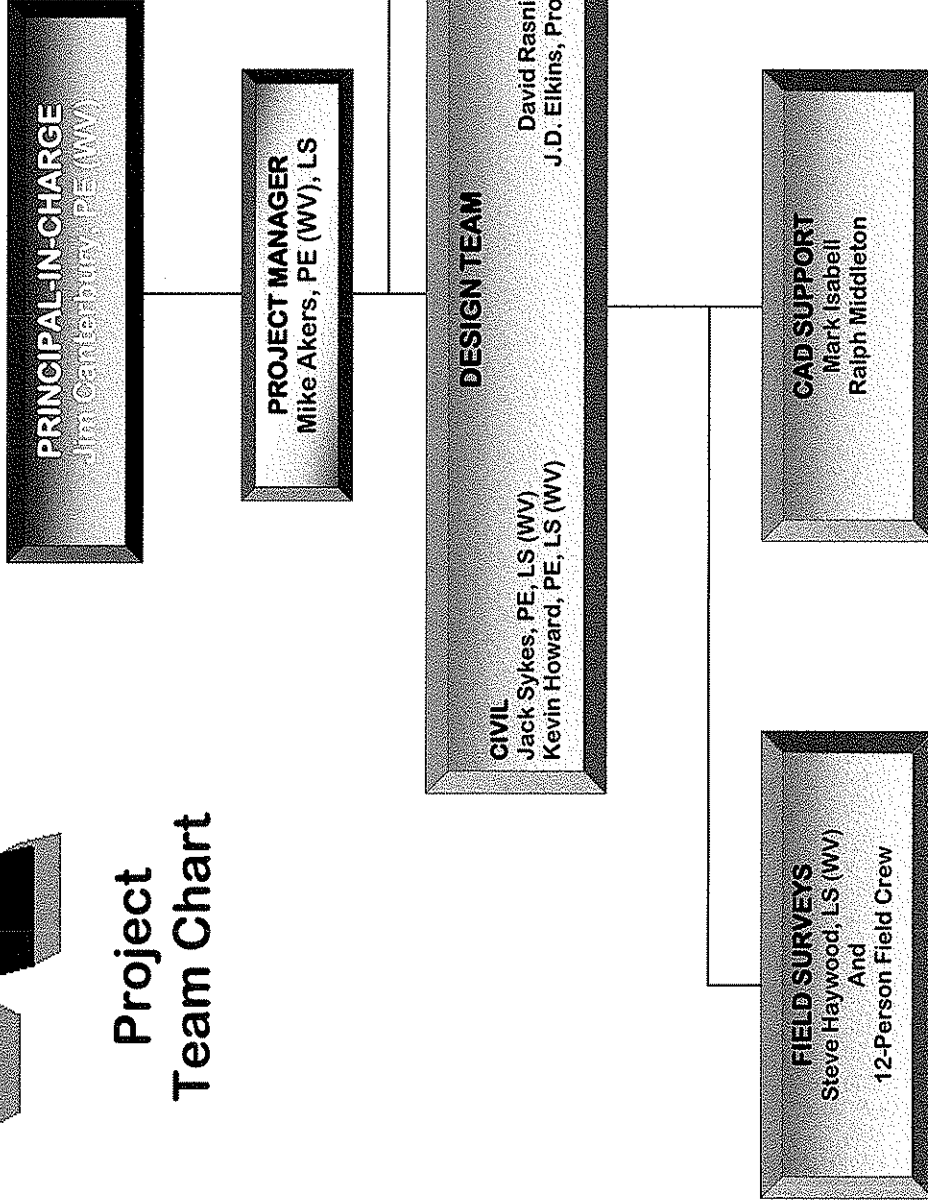 Project
Team Chart
PRINCIPAL-IN-CHARGE
Jim Canterbury, PE (WV)
PROJECT MANAGER
Mike Akers, PE (WV), LS
DESIGN TEAM
CIVIL
Jack Sykes, PE, LS (WV)
Kevin Howard, PE, LS (WV)
David Rasni
J.D. Elkins, Pro
FIELD SURVEYS
Steve Haywood, LS (WV)
And
12-Person Field Crew
CAD SUPPORT
Mark Isabell
Ralph Middleton